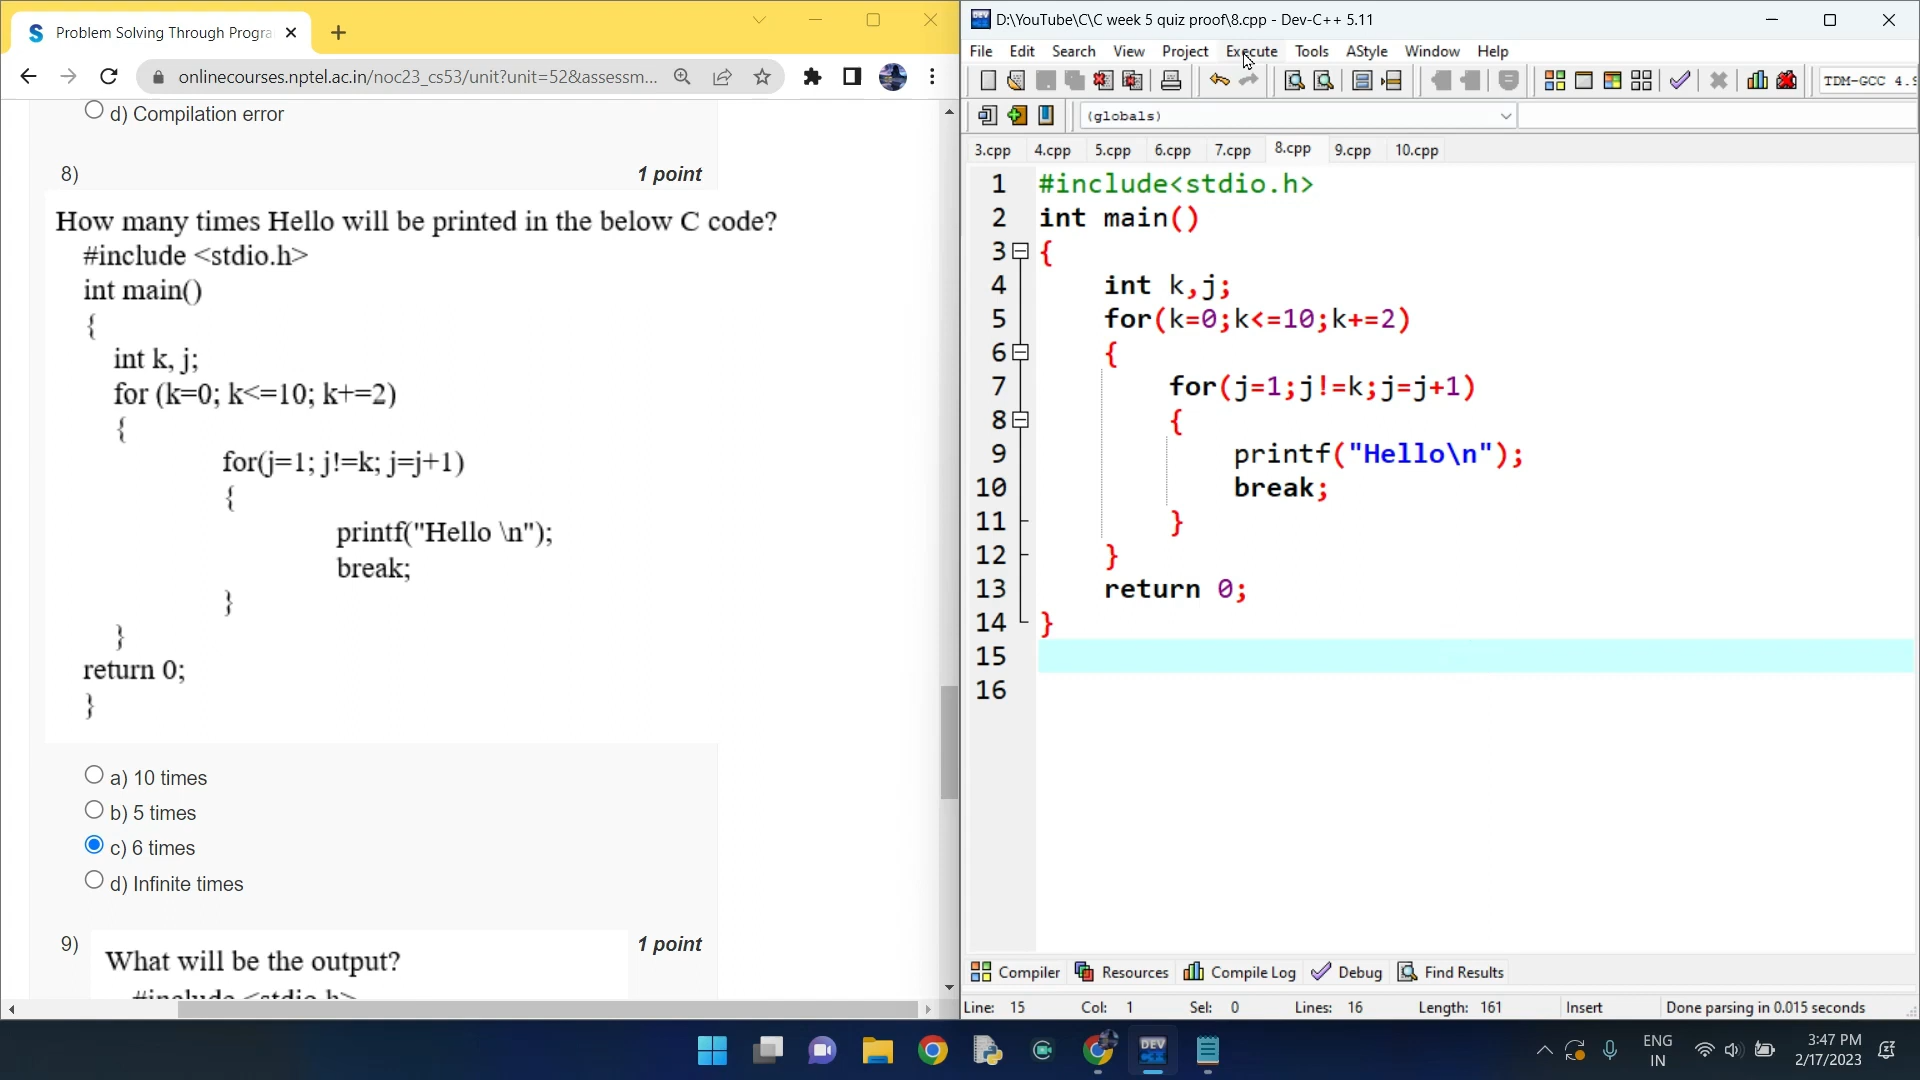 Problem Solving Through Progra
onlinecourses.nptel.ac.in/noc23_cs53/unit?unit=52&assessm...
d) Compilation error
8)
1 point
How many times Hello will be printed in the below C code?
#include <stdio.h>
int main()
{
int k, j;
for (k=0; k<=10; k+=2)
{
for(j=1; j!=k; j=j+1)
{
printf("Hello \n");
break;
}
}
return 0;
}
a) 10 times
b) 5 times
c) 6 times
d) Infinite times
9)
1 point
What will be the output?
#include <stdio.h>
D:\YouTube\C\C week 5 quiz proof\8.cpp - Dev-C++ 5.11
File Edit Search View Project Execute Tools AStyle Window Help
TDM-GCC 4.9
(globals)
3.cpp 4.cpp 5.cpp 6.cpp 7.cpp 8.cpp 9.cpp 10.cpp
1 #include<stdio.h>
2 int main()
3 {
4 int k,j;
5 for(k=0;k<=10;k+=2)
6 {
7 for(j=1;j!=k;j=j+1)
8 {
9 printf("Hello\n");
10 break;
11 }
12 }
13 return 0;
14 }
15
16
Compiler Resources Compile Log Debug Find Results
Line: 15 Col: 1 Sel: 0 Lines: 16 Length: 161 Insert Done parsing in 0.015 seconds
DEV
ENG
IN
3:47 PM
2/17/2023